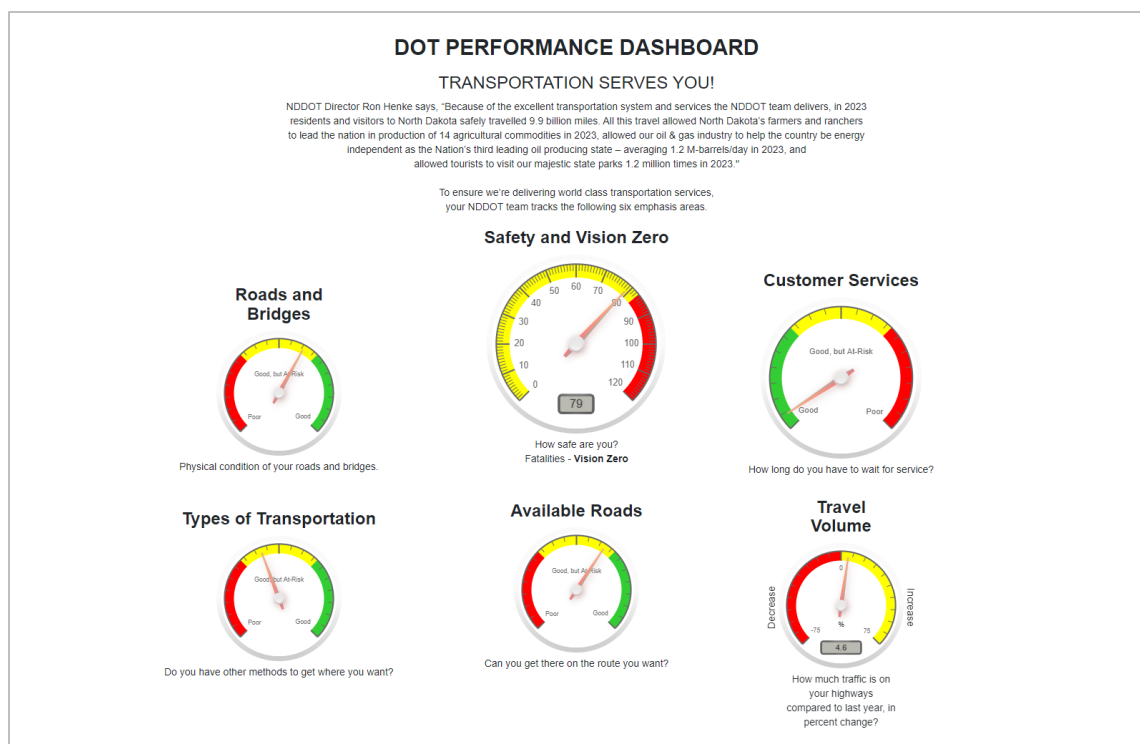 DOT PERFORMANCE DASHBOARD
TRANSPORTATION SERVES YOU!
NDDOT Director Ron Henke says, “Because of the excellent transportation system and services the NDDOT team delivers, in 2023
residents and visitors to North Dakota safely travelled 9.9 billion miles. All this travel allowed North Dakota’s farmers and ranchers
to lead the nation in production of 14 agricultural commodities in 2023, allowed our oil & gas industry to help the country be energy
independent as the Nation’s third leading oil producing state – averaging 1.2 M-barrels/day in 2023, and
allowed tourists to visit our majestic state parks 1.2 million times in 2023."
To ensure we’re delivering world class transportation services,
your NDDOT team tracks the following six emphasis areas.
Roads and
Bridges
Good, but At-Risk
Poor
Good
Physical condition of your roads and bridges.
Safety and Vision Zero
0
10
20
30
40
50
60
70
80
90
100
110
120
79
How safe are you?
Fatalities - Vision Zero
Customer Services
Good, but At-Risk
Good
Poor
How long do you have to wait for service?
Types of Transportation
Good, but At-Risk
Poor
Good
Do you have other methods to get where you want?
Available Roads
Good, but At-Risk
Poor
Good
Can you get there on the route you want?
Travel
Volume
Decrease
0
Increase
-75
%
75
4.6
How much traffic is on
your highways
compared to last year, in
percent change?